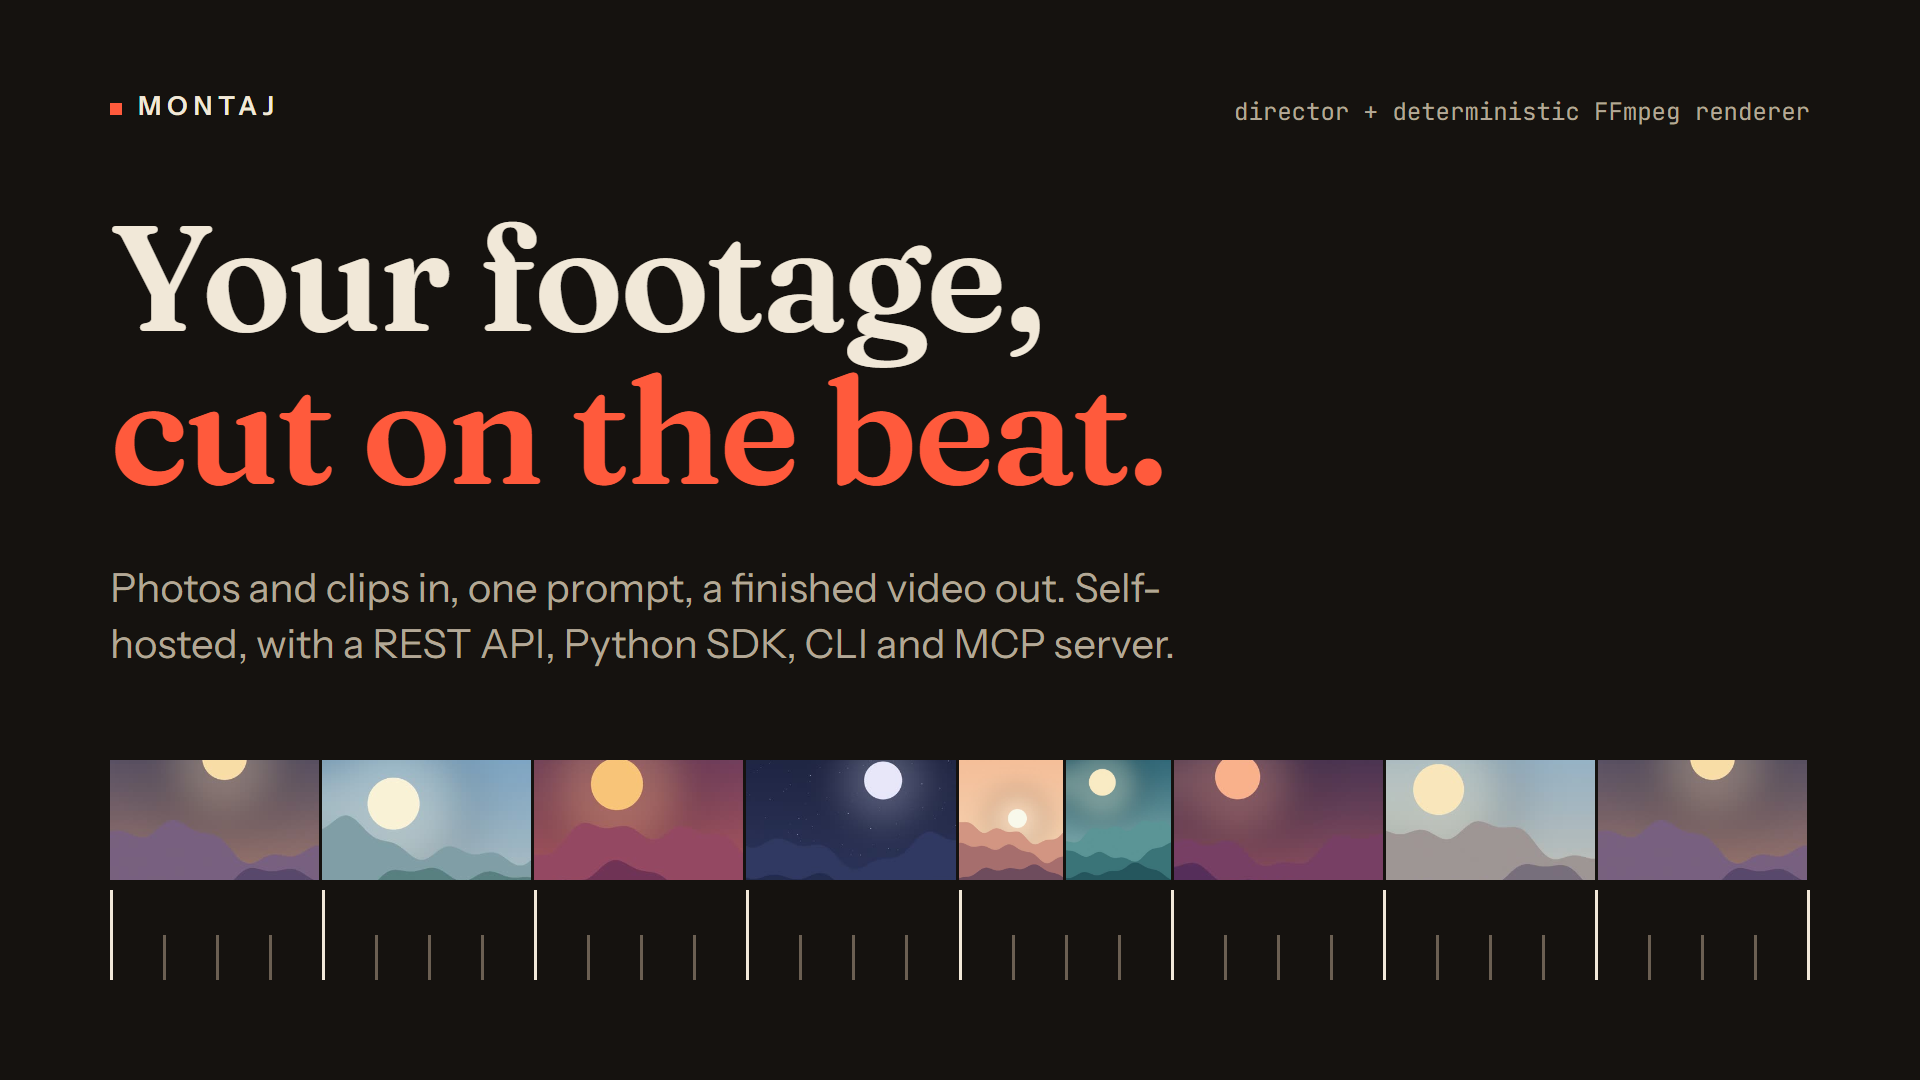 MONTAJ
director + deterministic FFmpeg renderer
Your footage,
cut on the beat.
Photos and clips in, one prompt, a finished video out. Self-
hosted, with a REST API, Python SDK, CLI and MCP server.